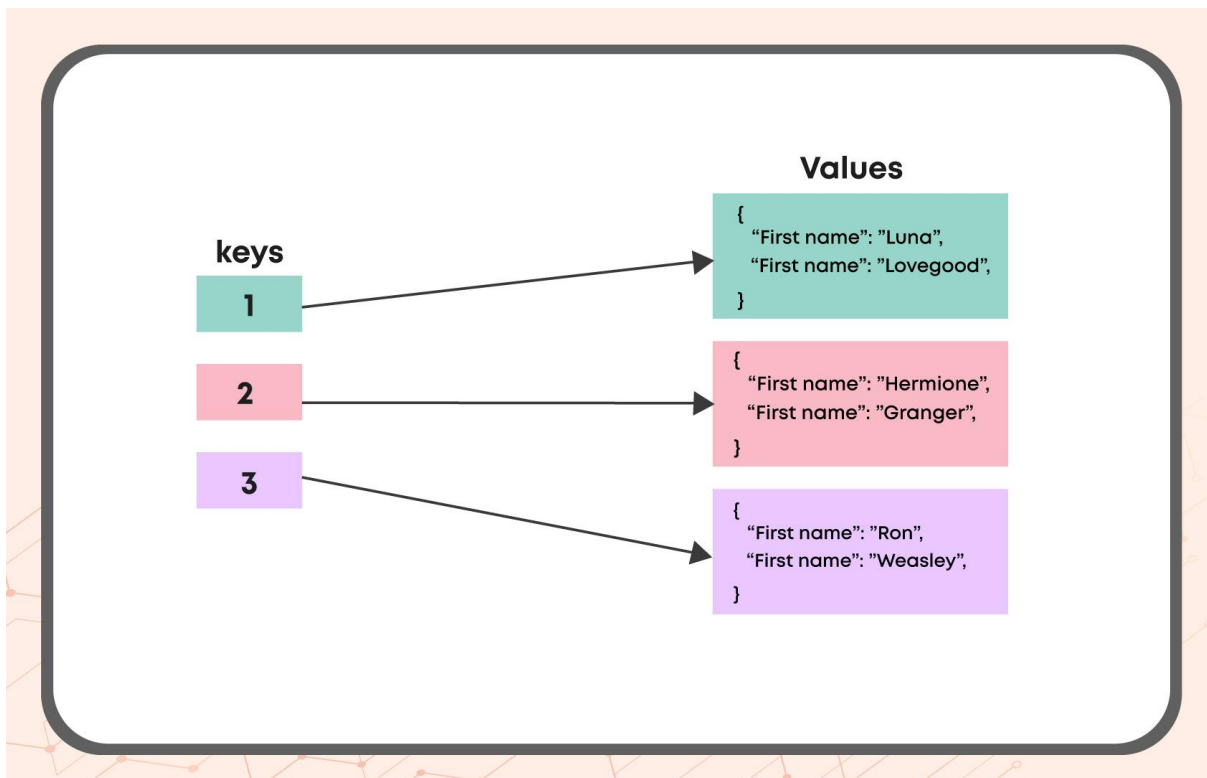 keys
1
2
3
Values
{
“First name”: ”Luna”,
“First name”: ”Lovegood”,
}
{
“First name”: ”Hermione”,
“First name”: ”Granger”,
}
{
“First name”: ”Ron”,
“First name”: ”Weasley”,
}